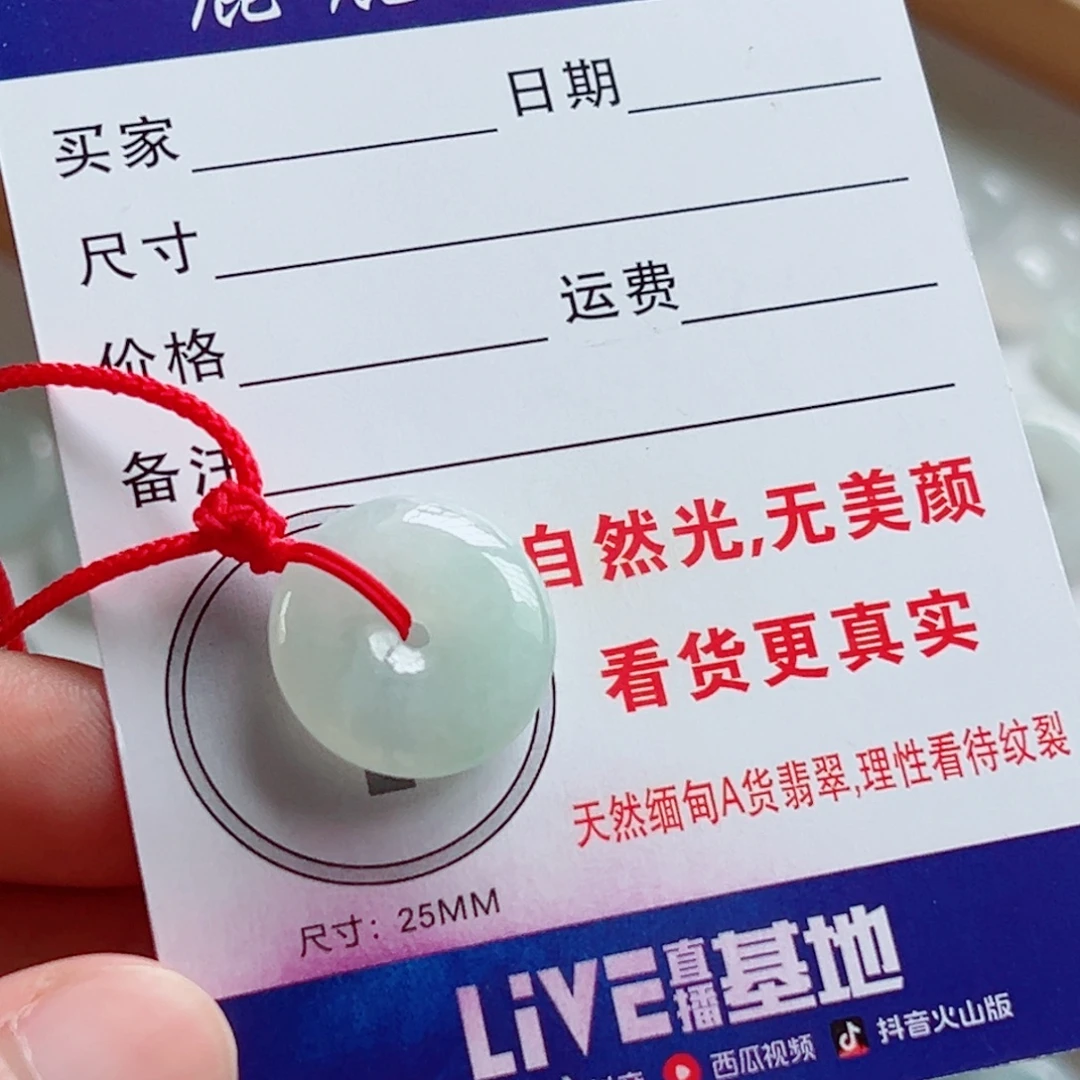 买家 日期
尺寸
价格 运费
备注
自然光,无美颜
看货更真实
天然缅甸A货翡翠,理性看待纹裂
尺寸：25MM
LiVE直播基地
西瓜视频 抖音火山版